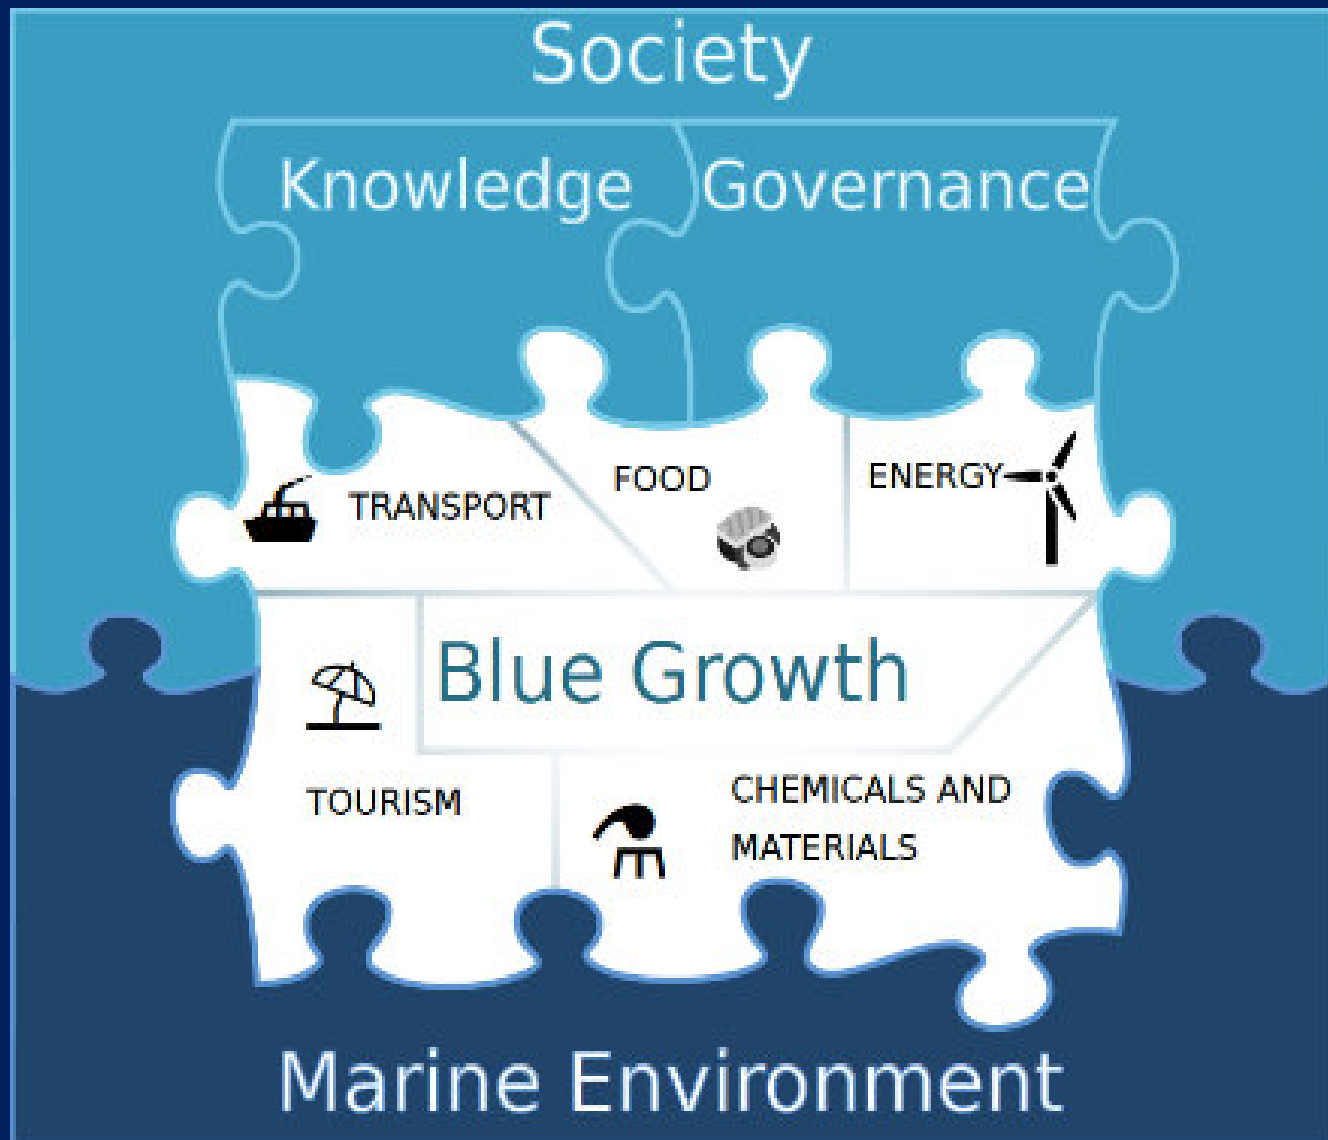 Society
Knowledge
Governance
TRANSPORT
FOOD
ENERGY
Blue Growth
TOURISM
CHEMICALS AND
MATERIALS
Marine Environment